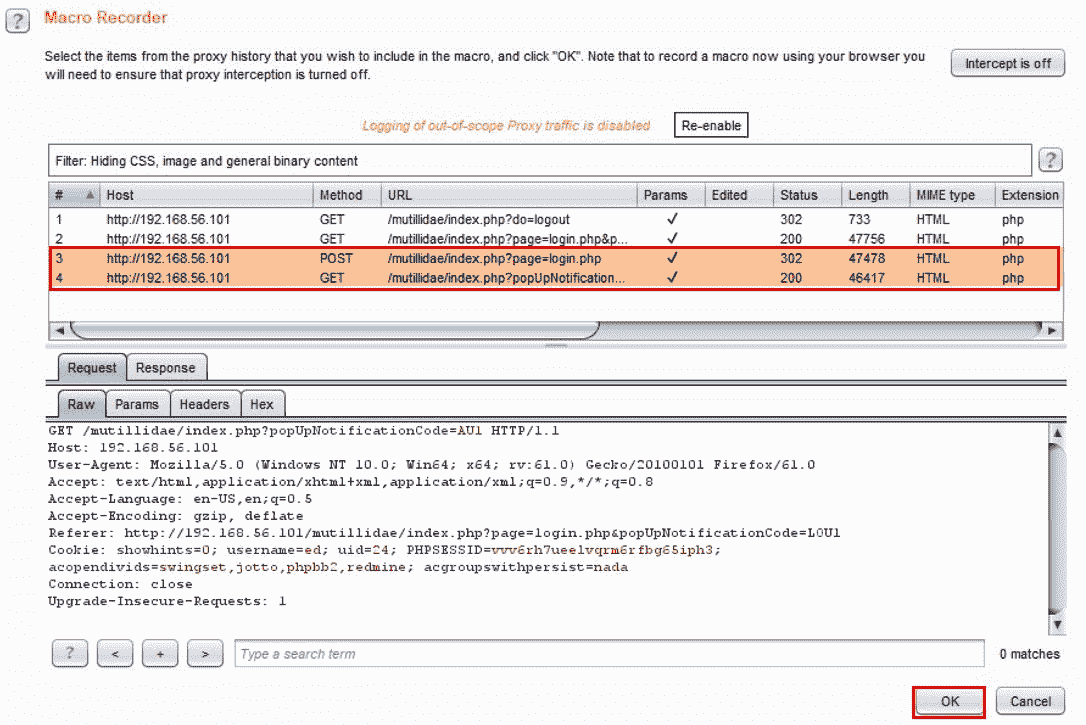 ?
Macro Recorder
Select the items from the proxy history that you wish to include in the macro, and click "OK". Note that to record a macro now using your browser you
will need to ensure that proxy interception is turned off.
Intercept is off
Logging of out-of-scope Proxy traffic is disabled
Re-enable
Filter: Hiding CSS, image and general binary content
?
# Host Method URL Params Edited Status Length MIME type Extension
1 http://192.168.56.101 GET /mutillidae/index.php?do=logout ✓ 302 733 HTML php
2 http://192.168.56.101 GET /mutillidae/index.php?page=login.php&p... ✓ 200 47756 HTML php
3 http://192.168.56.101 POST /mutillidae/index.php?page=login.php ✓ 302 47478 HTML php
4 http://192.168.56.101 GET /mutillidae/index.php?popUpNotification... ✓ 200 46417 HTML php
Request Response
Raw Params Headers Hex
GET /mutillidae/index.php?popUpNotificationCode=AU1 HTTP/1.1
Host: 192.168.56.101
User-Agent: Mozilla/5.0 (Windows NT 10.0; Win64; x64; rv:61.0) Gecko/20100101 Firefox/61.0
Accept: text/html,application/xhtml+xml,application/xml;q=0.9,*/*;q=0.8
Accept-Language: en-US,en;q=0.5
Accept-Encoding: gzip, deflate
Referer: http://192.168.56.101/mutillidae/index.php?page=login.php&popUpNotificationCode=LOU1
Cookie: showhints=0; username=ed; uid=24; PHPSESSID=vvv6rh7ueelvqrm6rfbg65iph3;
acopendivids=swingset,jotto,phpbb2,redmine; acgroupswithpersist=nada
Connection: close
Upgrade-Insecure-Requests: 1
? < + > Type a search term 0 matches
OK Cancel